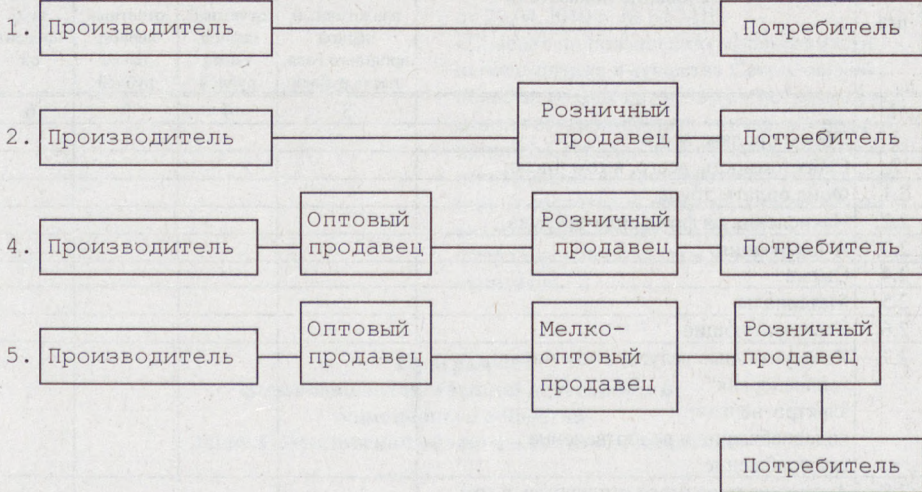 1. Производитель Потребитель
Розничный
2. Производитель продавец Потребитель
Оптовый Розничный
4. Производитель продавец продавец Потребитель
Оптовый Мелко- Розничный
5. Производитель продавец оптовый продавец
продавец
Потребитель